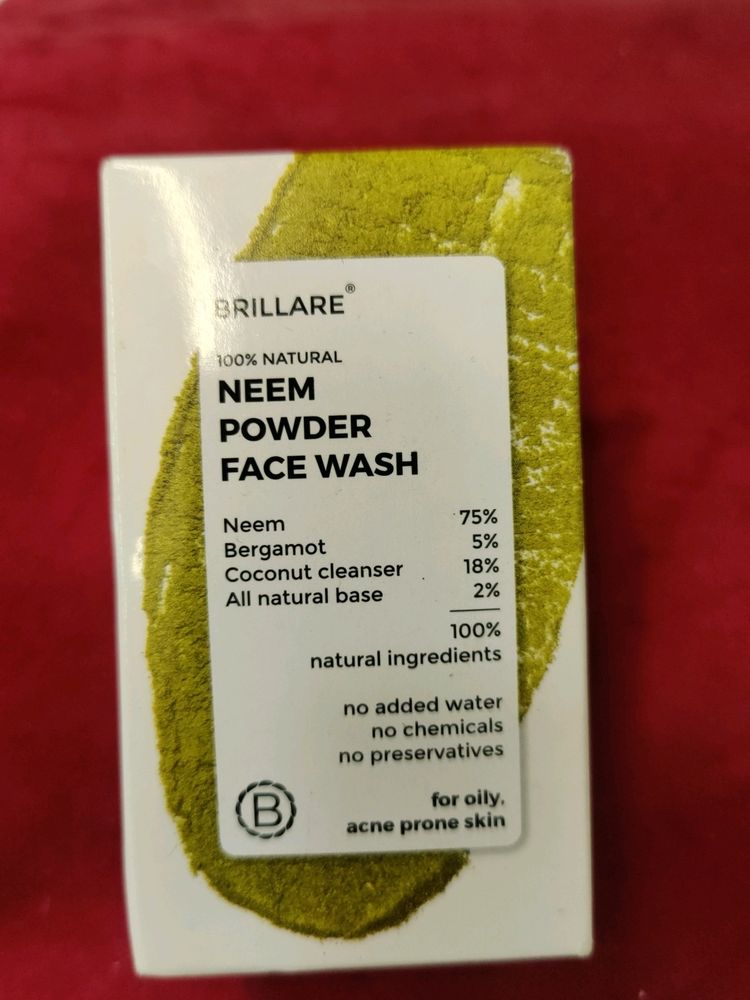 BRILLARE®
100% NATURAL
NEEM
POWDER
FACE WASH
Neem 75%
Bergamot 5%
Coconut cleanser 18%
All natural base 2%
100%
natural ingredients
no added water
no chemicals
no preservatives
B
for oily,
acne prone skin